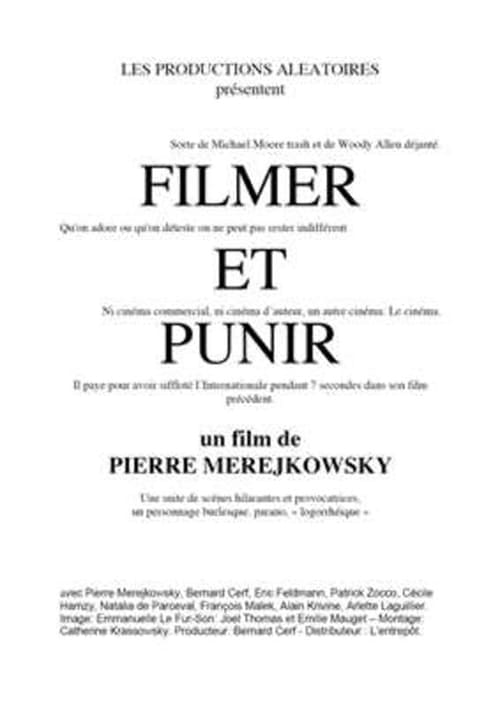 LES PRODUCTIONS ALEATOIRES
présentent
Sorte de Michael Moore trash et de Woody Allen déjanté
FILMER
Qu'on adore ou qu'on déteste on ne peut pas rester indifférent
ET
Ni cinéma commercial, ni cinéma d'auteur, un autre cinéma. Le cinéma.
PUNIR
Il paye pour avoir siffloté l'Internationale pendant 7 secondes dans son film
précédent.
un film de
PIERRE MEREJKOWSKY
Une suite de scènes hilarantes et provocatrices,
un personnage burlesque, parano, « logorrhésque »
avec Pierre Merejkowsky, Bernard Cerf, Eric Feldmann, Patrick Zocco, Cécile
Hamzy, Natalia de Parceval, François Malek, Alain Krivine, Arlette Laguillier.
Image: Emmanuelle Le Fur-Son: Joel Thomas et Emilie Mauget – Montage:
Catherine Krassovsky. Producteur: Bernard Cerf - Distributeur : L'entrepôt.